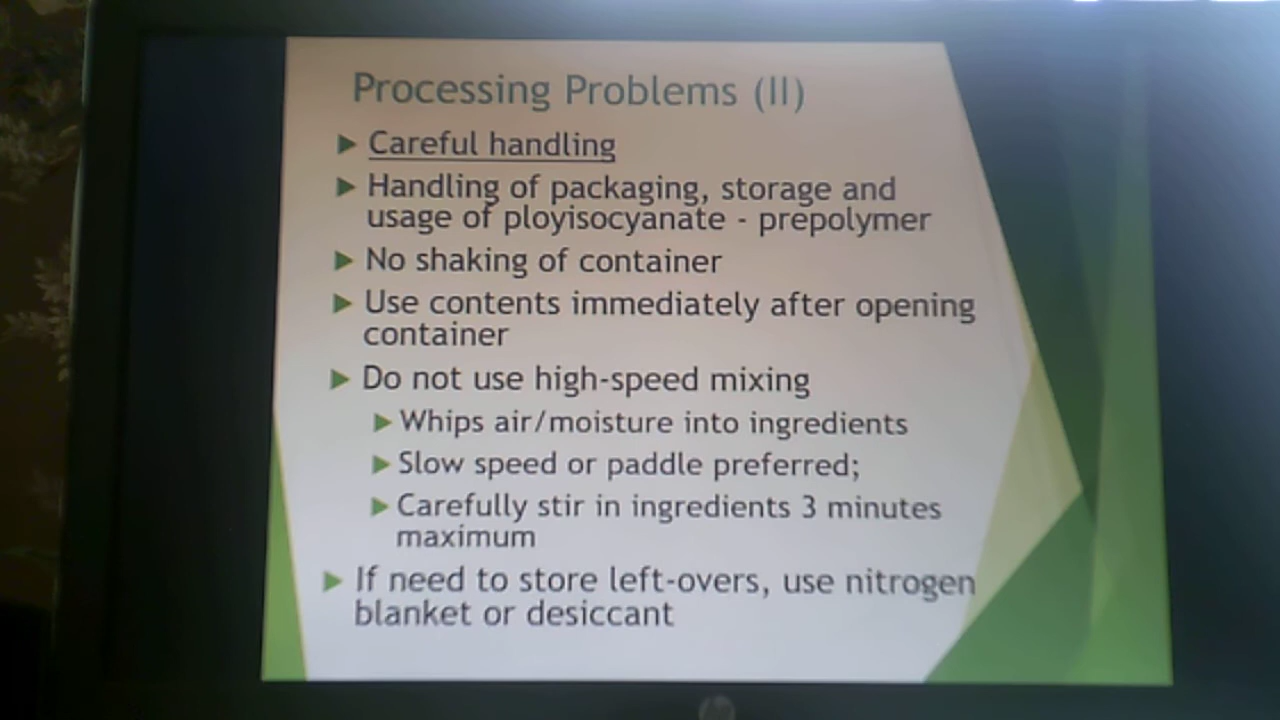 Processing Problems (II)
Careful handling
Handling of packaging, storage and
usage of ployisocyanate - prepolymer
No shaking of container
Use contents immediately after opening
container
Do not use high-speed mixing
Whips air/moisture into ingredients
Slow speed or paddle preferred;
Carefully stir in ingredients 3 minutes
maximum
If need to store left-overs, use nitrogen
blanket or desiccant